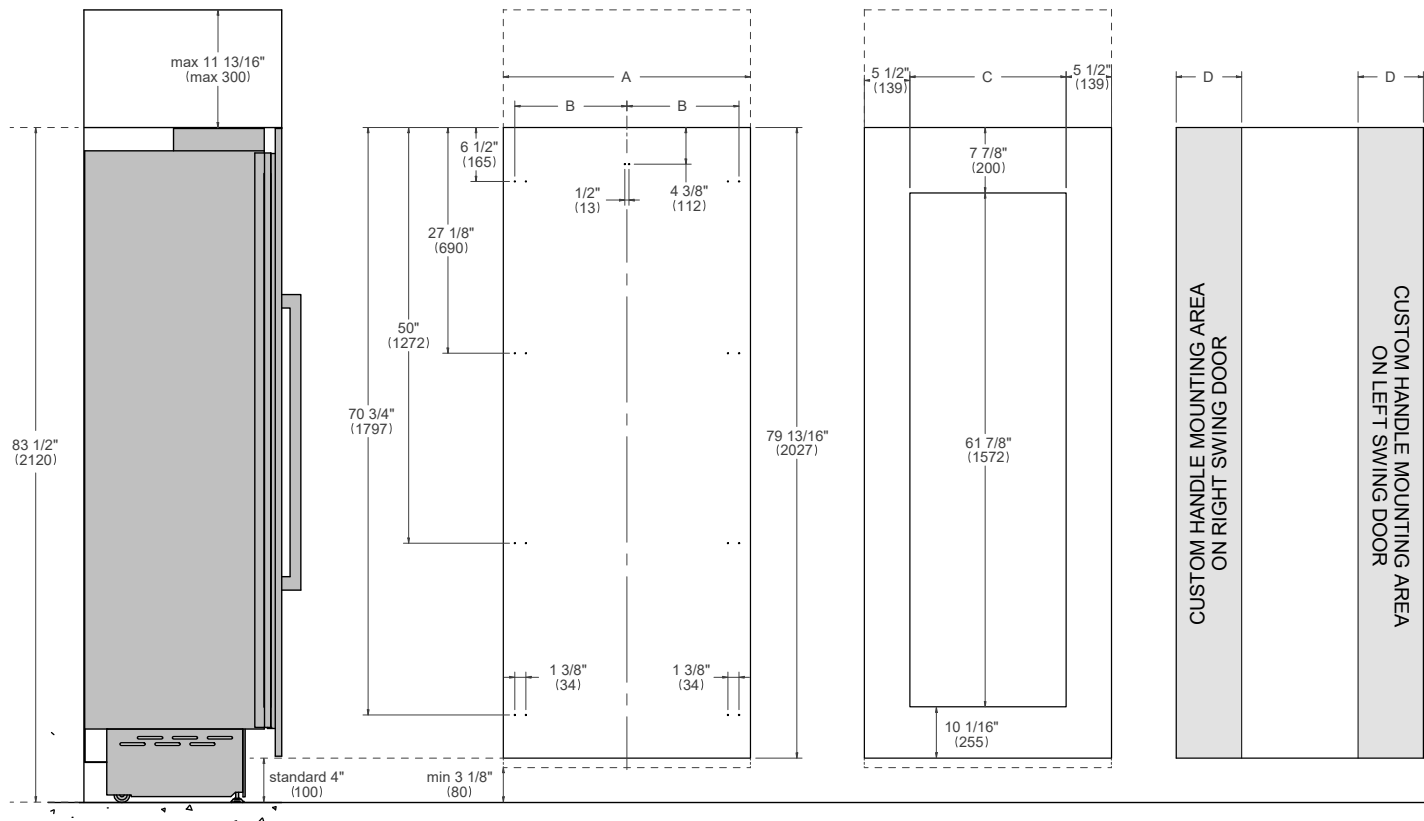 max 11 13/16"
(max 300)
83 1/2"
(2120)
standard 4"
(100)
A
B
B
6 1/2"
(165)
1/2"
(13)
4 3/8"
(112)
27 1/8"
(690)
50"
(1272)
70 3/4"
(1797)
79 13/16"
(2027)
1 3/8"
(34)
1 3/8"
(34)
min 3 1/8"
(80)
5 1/2"
(139)
C
5 1/2"
(139)
7 7/8"
(200)
61 7/8"
(1572)
10 1/16"
(255)
D
D
CUSTOM HANDLE MOUNTING AREA
ON RIGHT SWING DOOR
CUSTOM HANDLE MOUNTING AREA
ON LEFT SWING DOOR